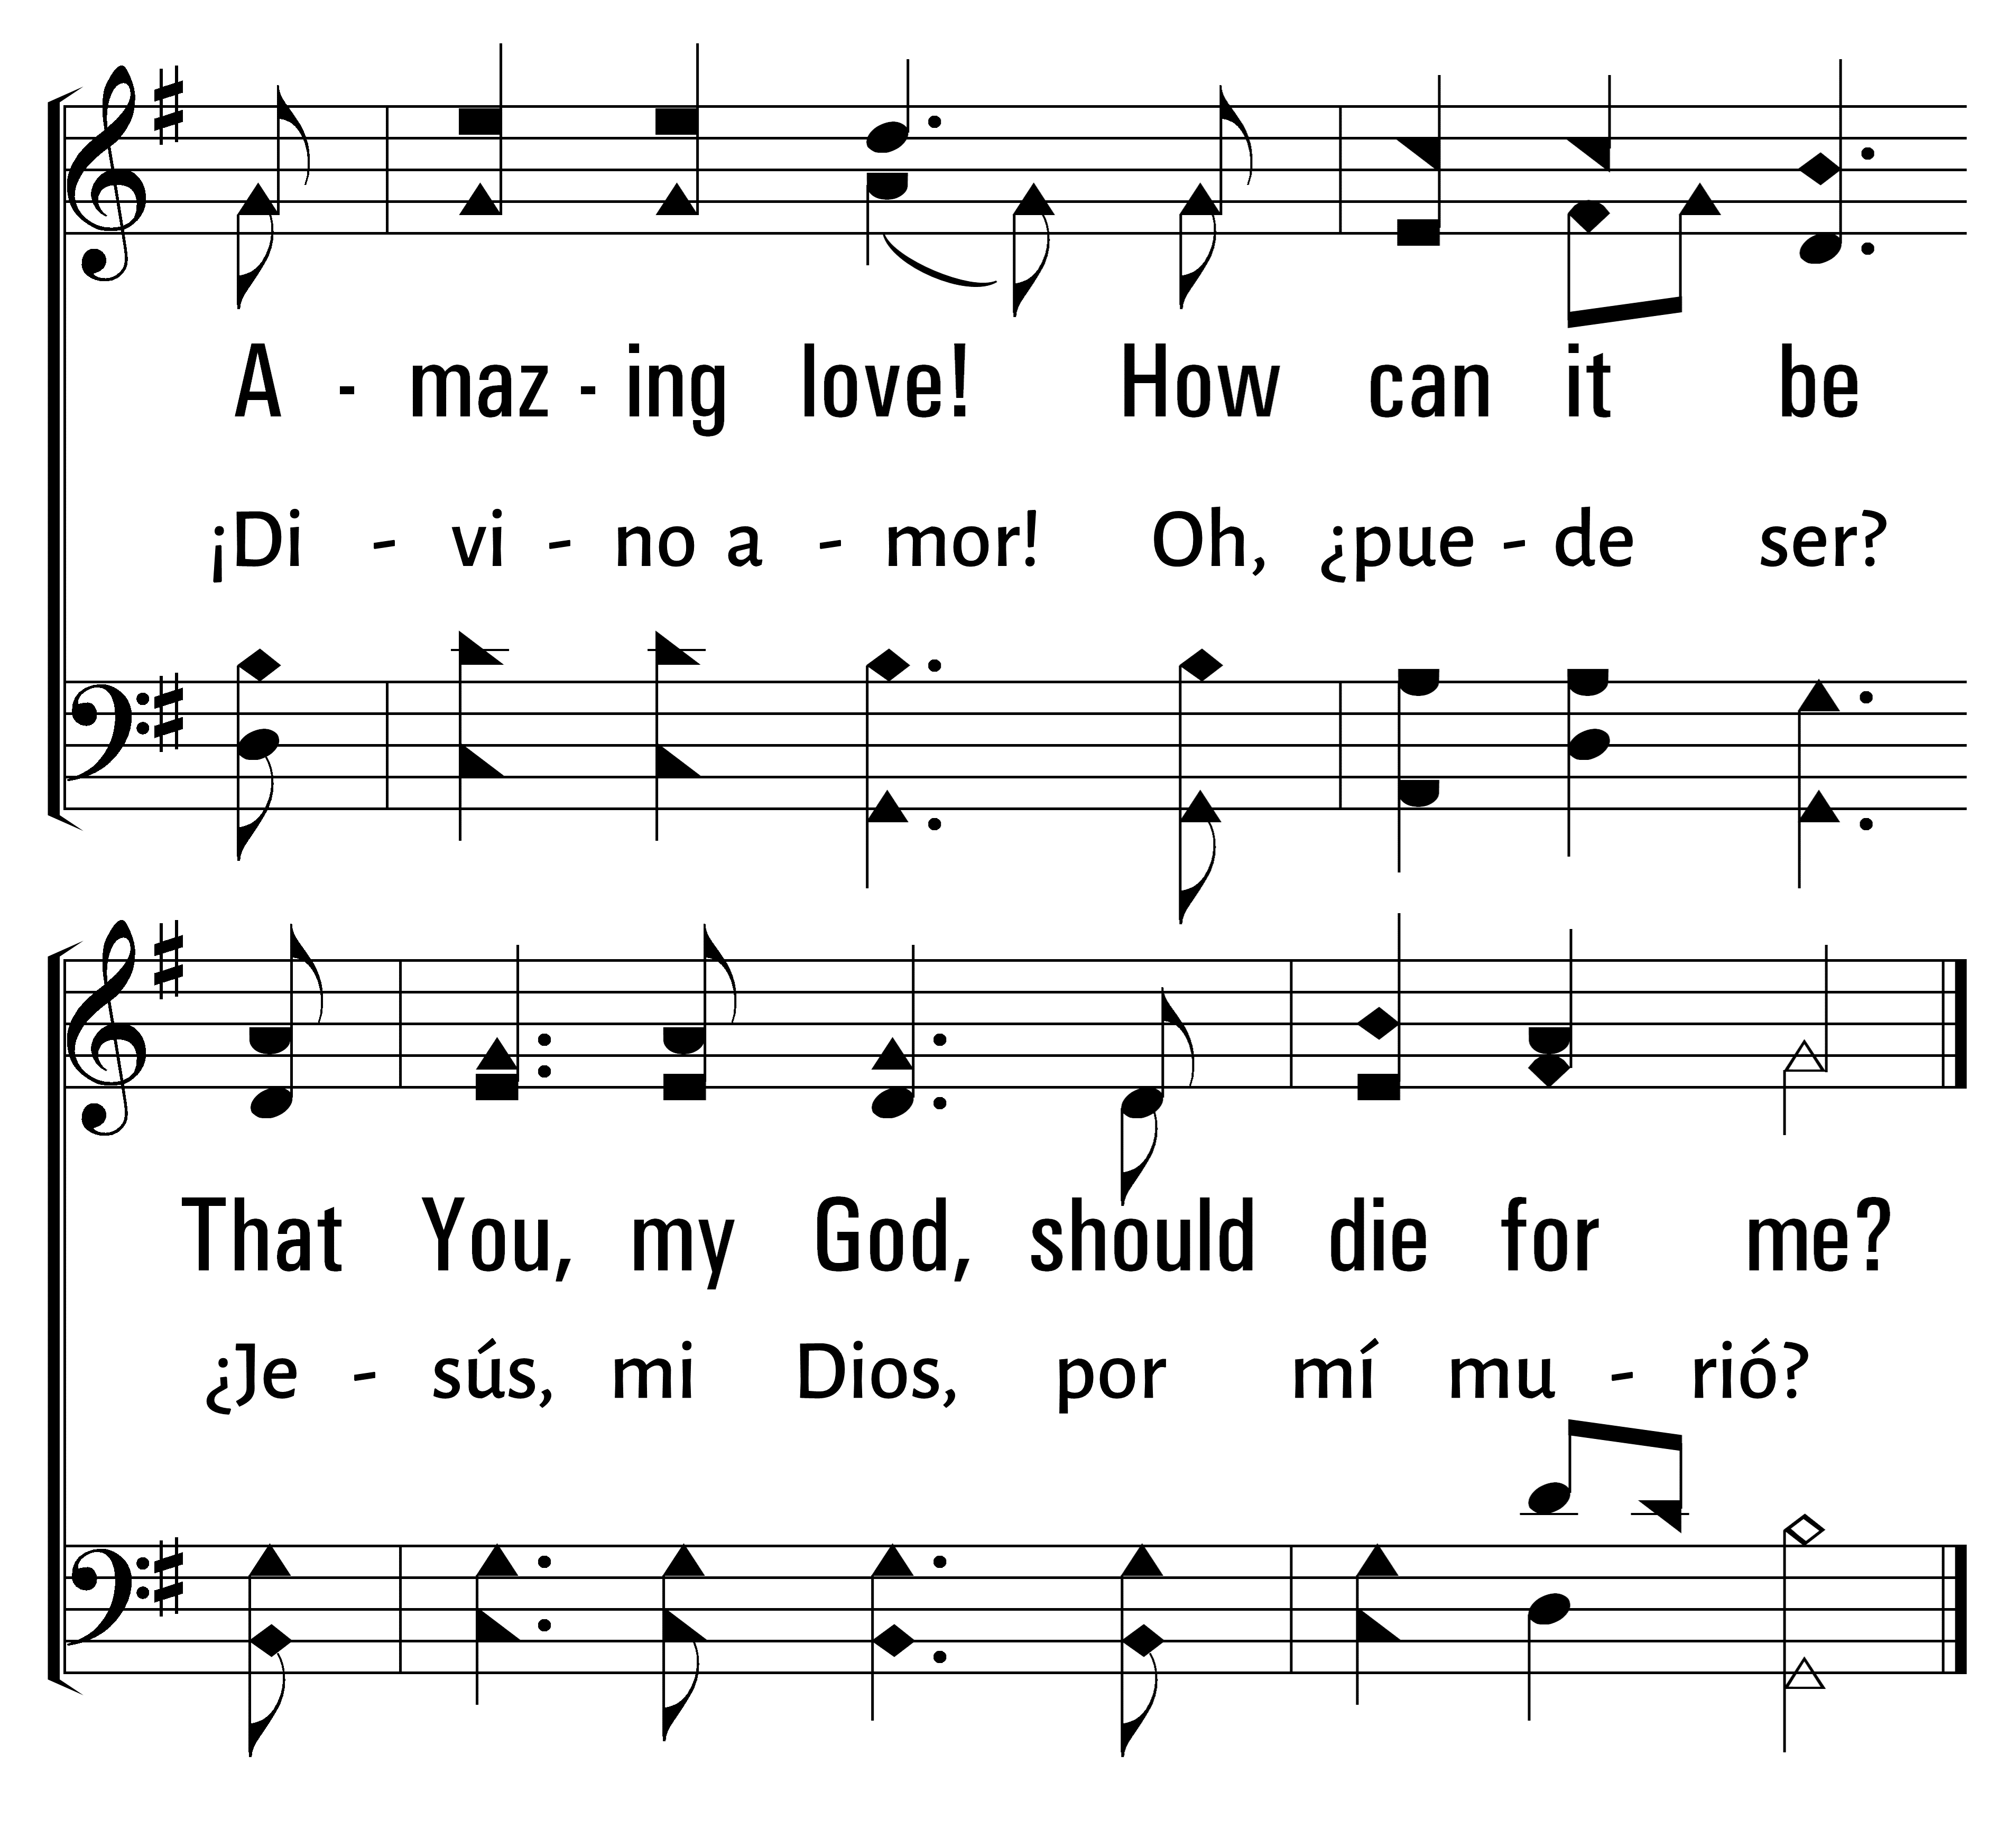 A - maz - ing love! How can it be
¡Di - vi - no a - mor! Oh, ¿pue - de ser?
That You, my God, should die for me?
¿Je - sús, mi Dios, por mí mu - rió?